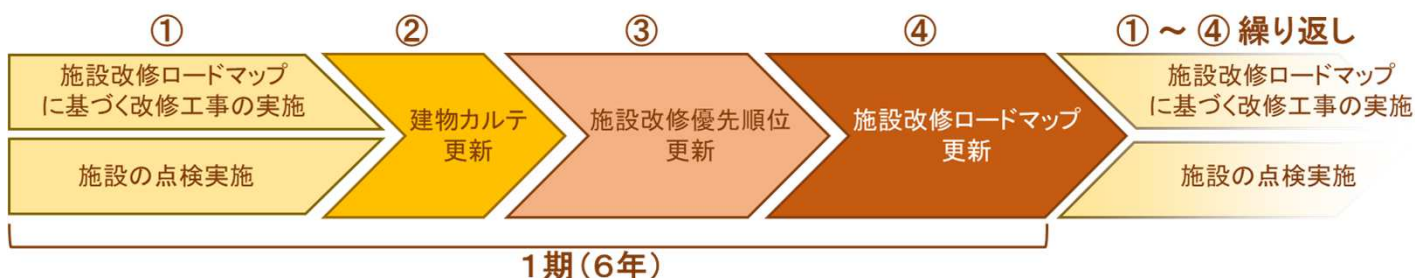 ①
②
③
④
①～④ 繰り返し
施設改修ロードマップ
に基づく改修工事の実施
施設の点検実施
建物カルテ
更新
施設改修優先順位
更新
施設改修ロードマップ
更新
施設改修ロードマップ
に基づく改修工事の実施
施設の点検実施
1期（6年）